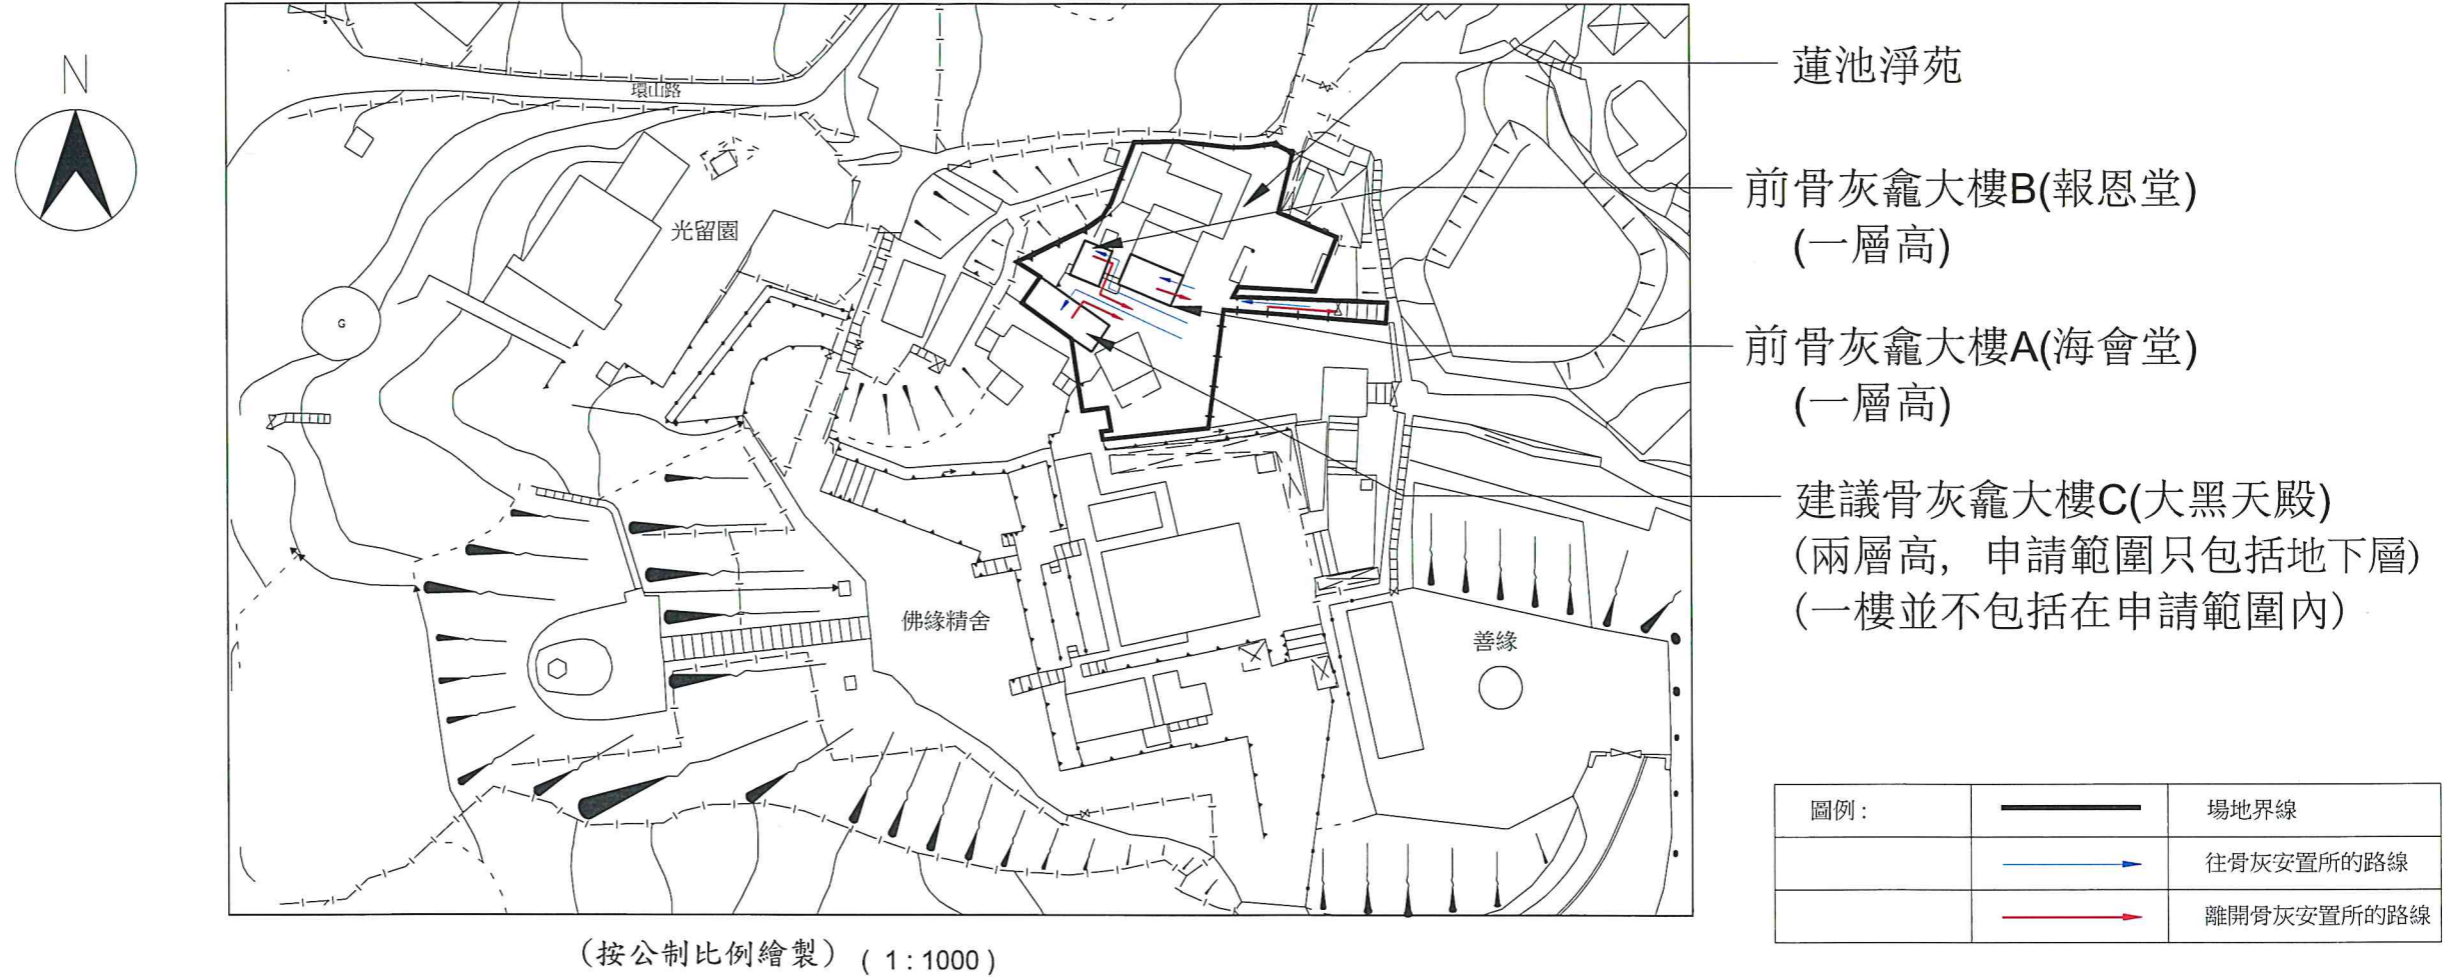 N
環山路
光留園
G
佛緣精舍
善緣
蓮池淨苑
前骨灰龕大樓B(報恩堂)
(一層高)
前骨灰龕大樓A(海會堂)
(一層高)
建議骨灰龕大樓C(大黑天殿)
(兩層高, 申請範圍只包括地下層)
(一樓並不包括在申請範圍內)
圖例:
場地界線
往骨灰安置所的路線
離開骨灰安置所的路線
(按公制比例繪製) ( 1 : 1000 )